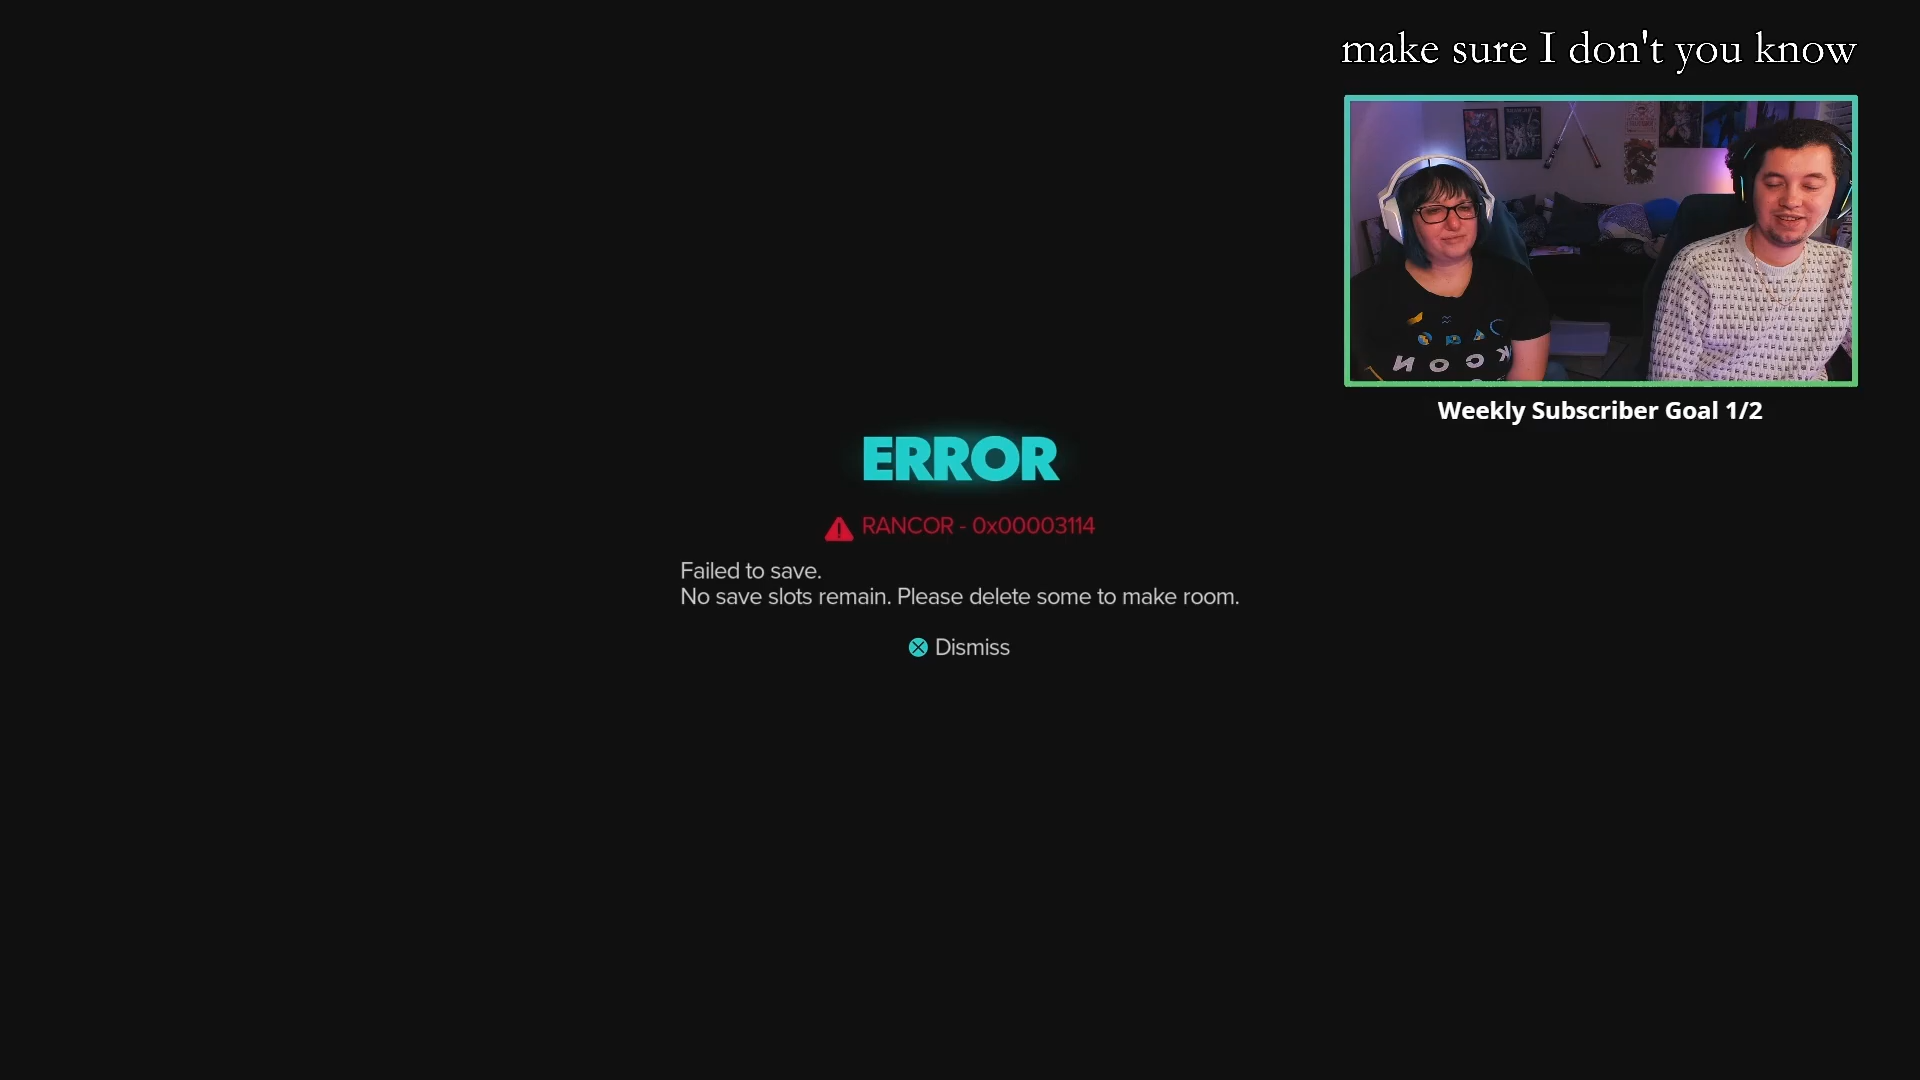 make sure I don't you know
Weekly Subscriber Goal 1/2
ERROR
RANCOR - 0x00003114
Failed to save.
No save slots remain. Please delete some to make room.
Dismiss